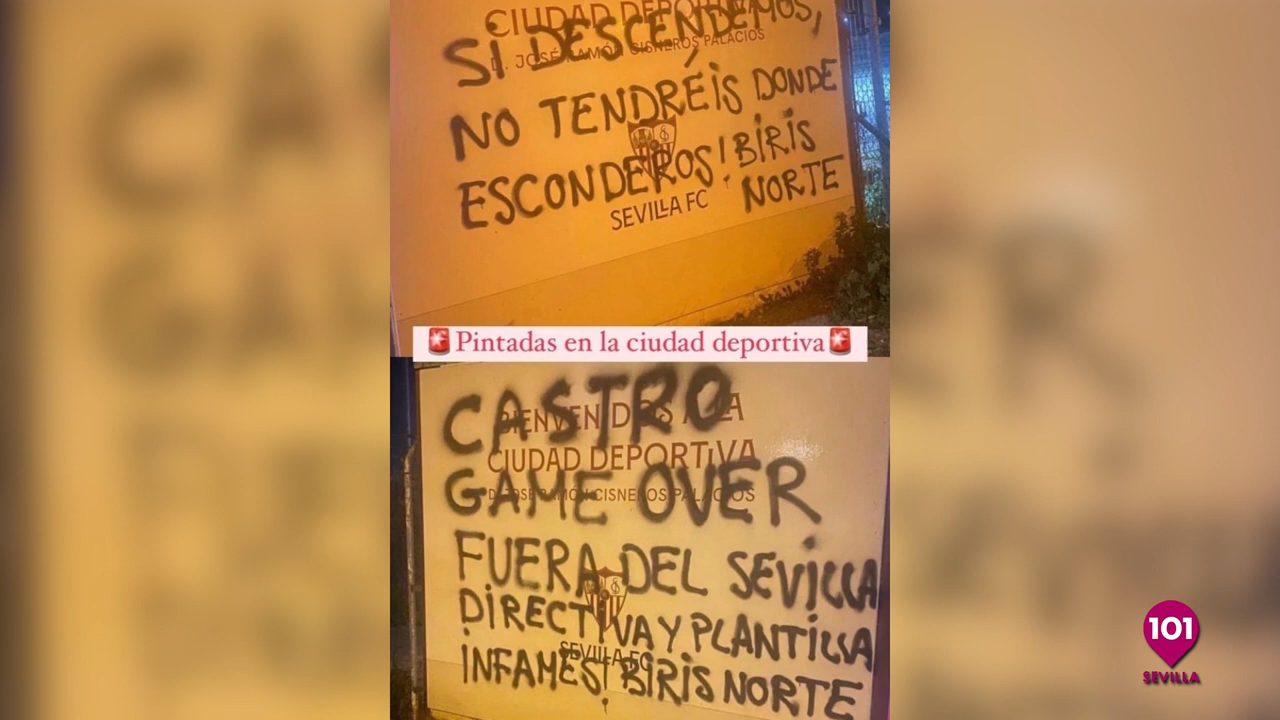 CIUDAD DEPORTIVA
D. JOSÉ RAMÓN CISNEROS PALACIOS
SI DESCENDEMOS,
NO TENDRÉIS DONDE
ESCONDEROS! BIRIS
NORTE
SEVILLA FC
🚨Pintadas en la ciudad deportiva🚨
CASTRO
BIENVENIDOS A LA
CIUDAD DEPORTIVA
GAME OVER
D. JOSÉ RAMÓN CISNEROS PALACIOS
FUERA DEL SEVILLA
DIRECTIVA Y PLANTILLA
SEVILLA FC
INFAMES! BIRIS NORTE
101
SEVILLA